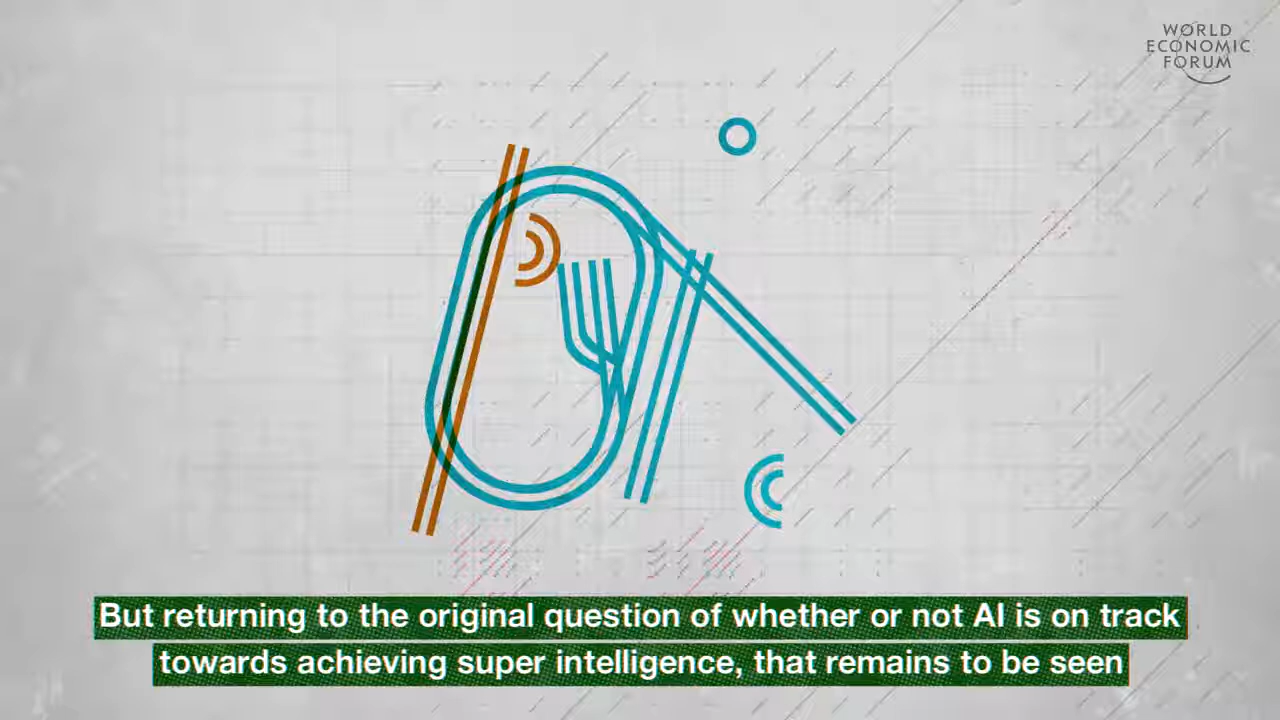 WORLD
ECONOMIC
FORUM
But returning to the original question of whether or not AI is on track
towards achieving super intelligence, that remains to be seen